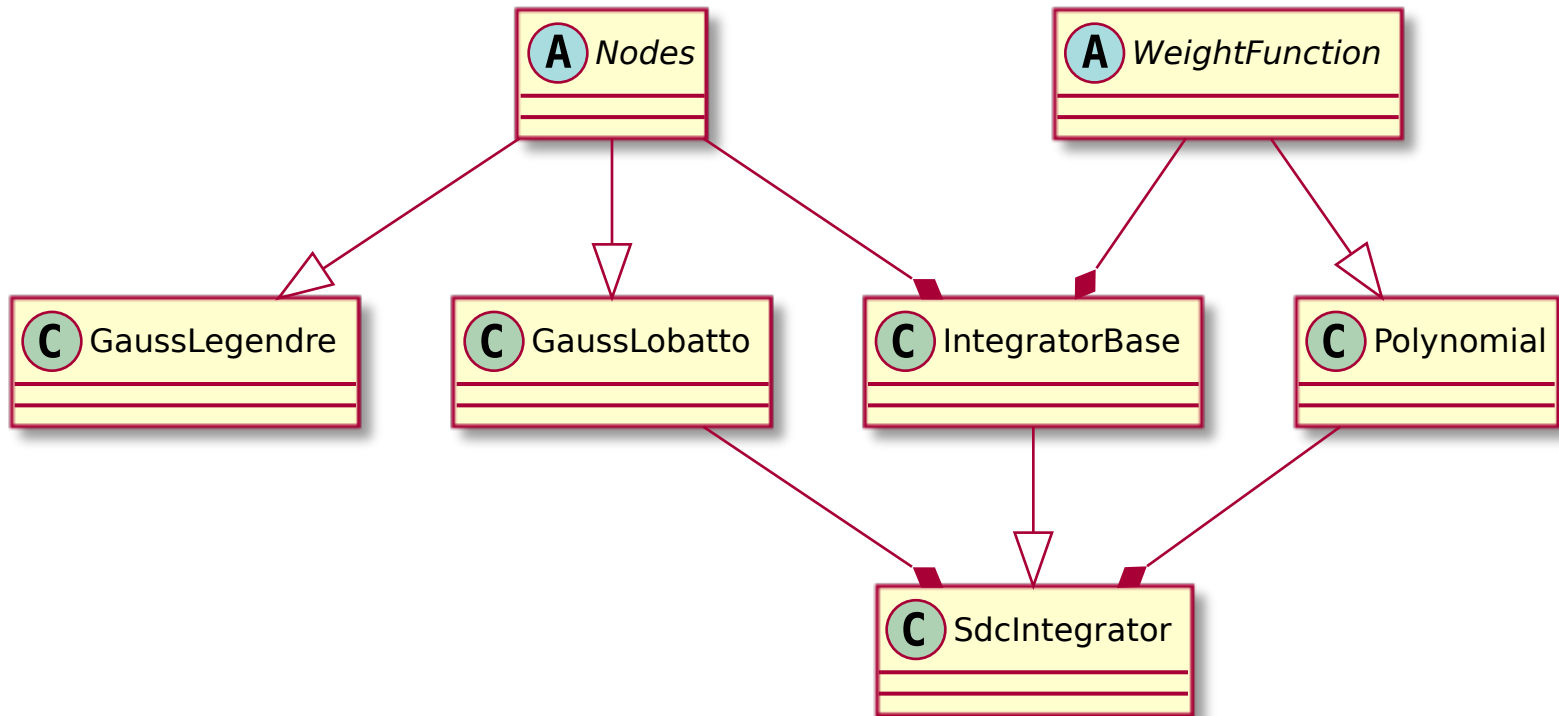 A Nodes
A WeightFunction
C GaussLegendre
C GaussLobatto
C IntegratorBase
C Polynomial
C SdcIntegrator